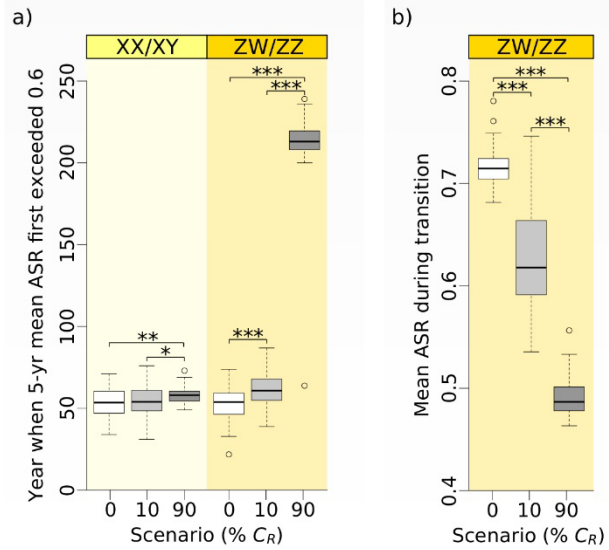 a)
XX/XY ZW/ZZ
Year when 5-yr mean ASR first exceeded 0.6
250
200
150
100
50
0
***
***
**
*
***
0 10 90 0 10 90
Scenario (% C_R)
b)
ZW/ZZ
Mean ASR during transition
0.8
0.7
0.6
0.5
0.4
***
***
***
0 10 90
Scenario (% C_R)